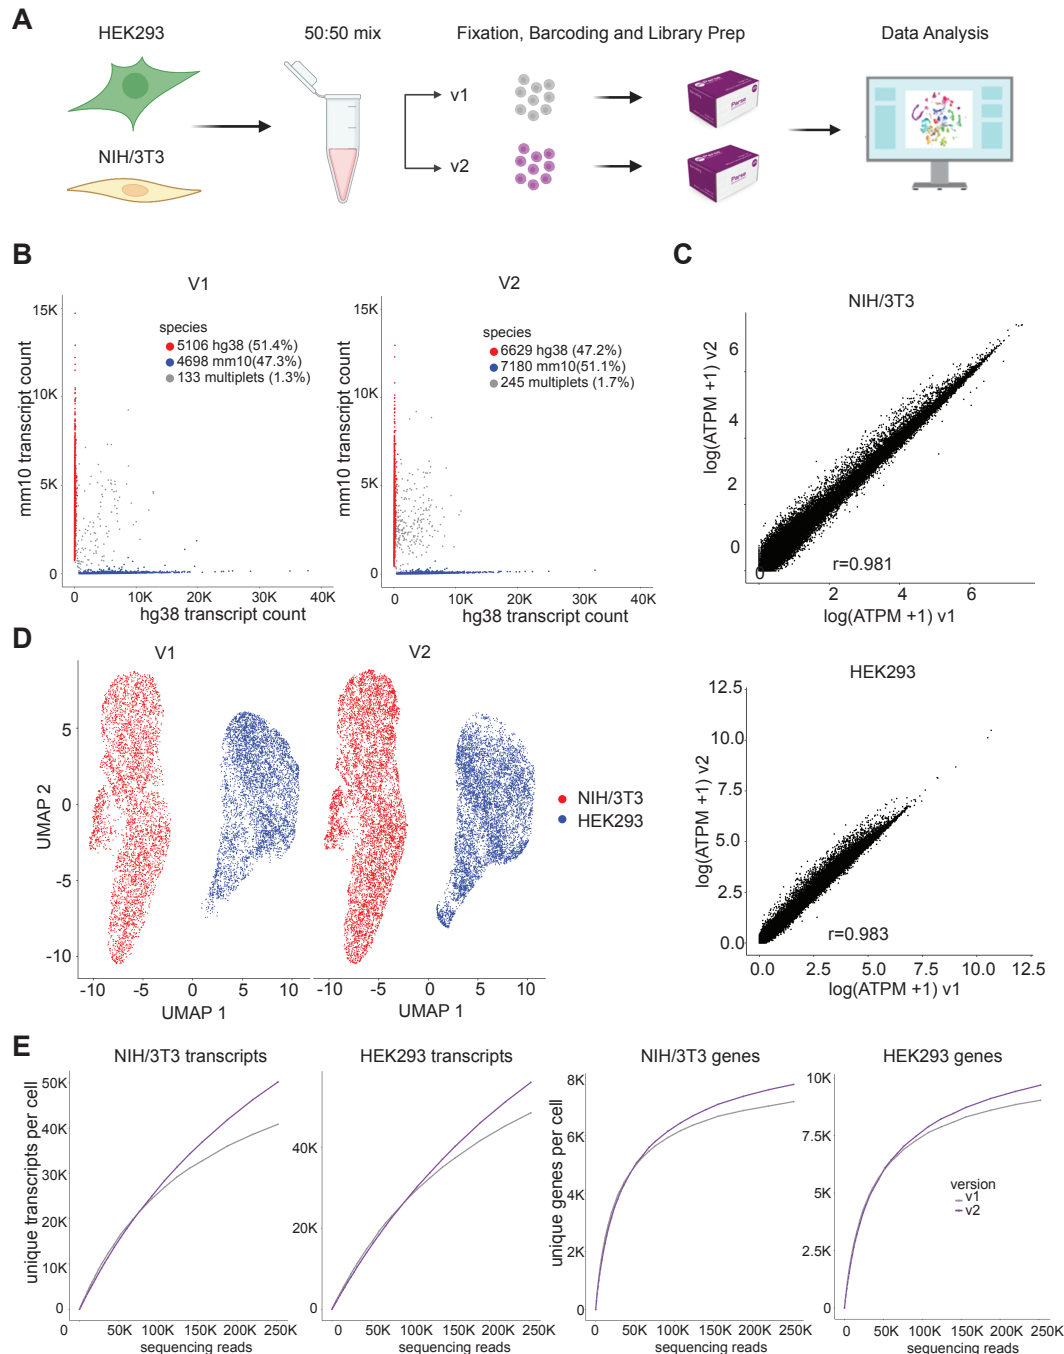 A
HEK293
50:50 mix
Fixation, Barcoding and Library Prep
Data Analysis
v1
NIH/3T3
v2
Parse
Parse
B
V1
15K
10K
5K
0
mm10 transcript count
species
5106 hg38 (51.4%)
4698 mm10(47.3%)
133 multiplets (1.3%)
0 10K 20K 30K 40K
hg38 transcript count
V2
15K
10K
5K
0
mm10 transcript count
species
6629 hg38 (47.2%)
7180 mm10(51.1%)
245 multiplets (1.7%)
0 10K 20K 30K 40K
hg38 transcript count
C
NIH/3T3
6
4
2
0
log(ATPM +1) v2
r=0.981
0 2 4 6
log(ATPM +1) v1
HEK293
12.5
10.0
7.5
5.0
2.5
0.0
log(ATPM +1) v2
r=0.983
0.0 2.5 5.0 7.5 10.0 12.5
log(ATPM +1) v1
D
V1
V2
5
0
-5
-10
UMAP 2
-10 -5 0 5 10
UMAP 1
-10 -5 0 5 10
UMAP 1
NIH/3T3
HEK293
E
NIH/3T3 transcripts
50K
40K
30K
20K
10K
0
unique transcripts per cell
0 50K 100K 150K 200K 250K
sequencing reads
HEK293 transcripts
40K
20K
0
0 50K 100K 150K 200K 250K
sequencing reads
NIH/3T3 genes
8K
6K
4K
2K
0
unique genes per cell
0 50K 100K 150K 200K 250K
sequencing reads
HEK293 genes
10K
7.5K
5K
2.5K
0
version
v1
v2
0 50K 100K 150K 200K 250K
sequencing reads